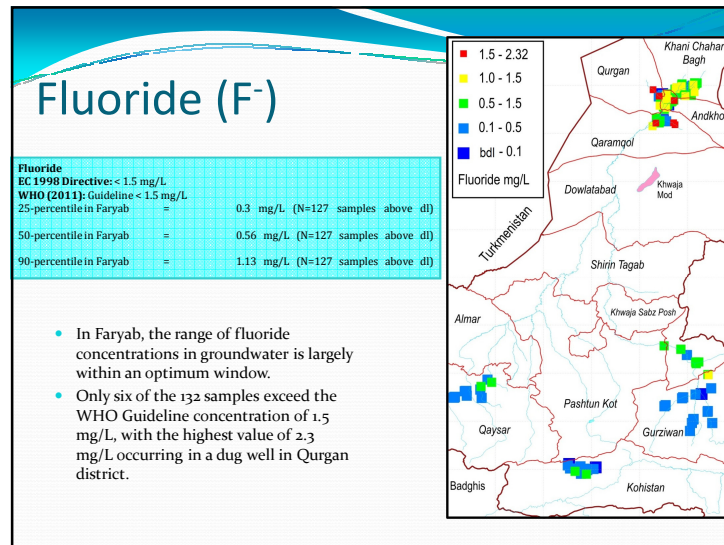 Fluoride (F-)
Fluoride
EC 1998 Directive: < 1.5 mg/L
WHO (2011): Guideline < 1.5 mg/L
25-percentile in Faryab = 0.3 mg/L (N=127 samples above dl)
50-percentile in Faryab = 0.56 mg/L (N=127 samples above dl)
90-percentile in Faryab = 1.13 mg/L (N=127 samples above dl)
• In Faryab, the range of fluoride
concentrations in groundwater is largely
within an optimum window.
• Only six of the 132 samples exceed the
WHO Guideline concentration of 1.5
mg/L, with the highest value of 2.3
mg/L occurring in a dug well in Qurgan
district.
1.5 - 2.32
1.0 - 1.5
0.5 - 1.5
0.1 - 0.5
bdl - 0.1
Fluoride mg/L
Khani Chahar
Bagh
Qurgan
Andkho
Qaramqol
Dowlatabad
Khwaja
Mod
Turkmenistan
Shirin Tagab
Khwaja Sabz Posh
Almar
Pashtun Kot
Qaysar
Gurziwan
Badghis
Kohistan